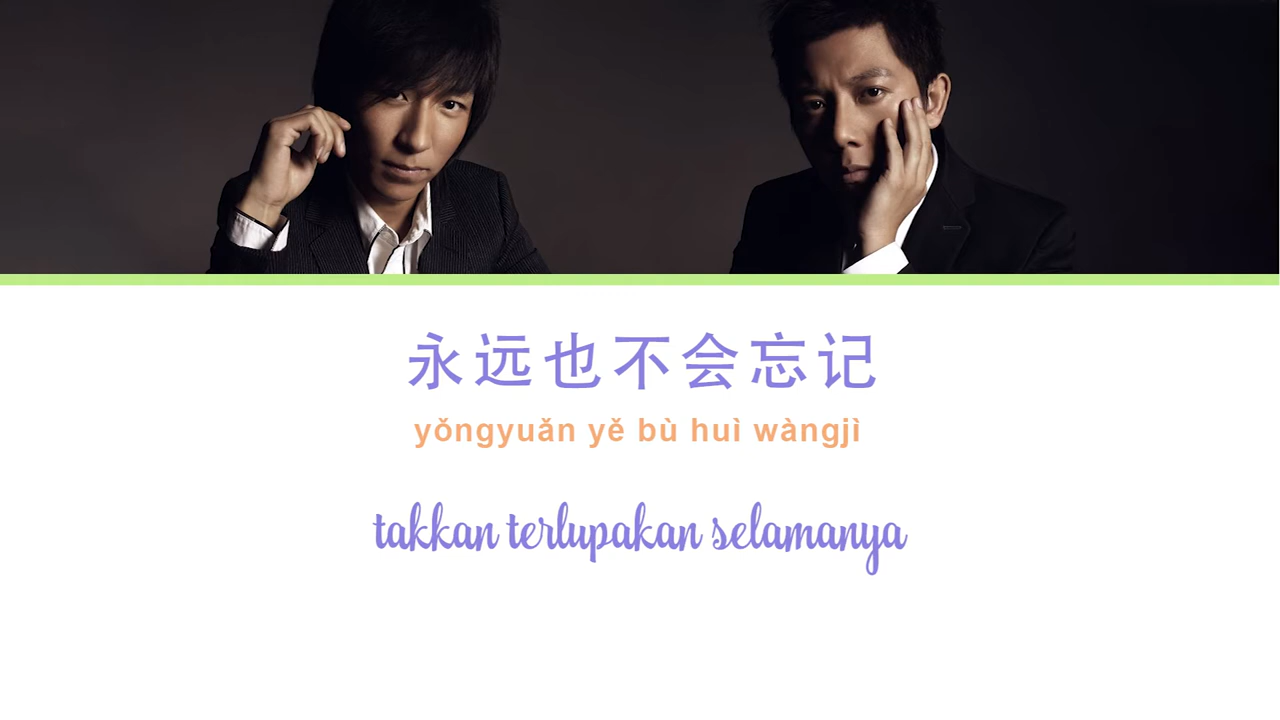 永远也不会忘记
yǒngyuǎn yě bù huì wàngjì
takkan terlupakan selamanya